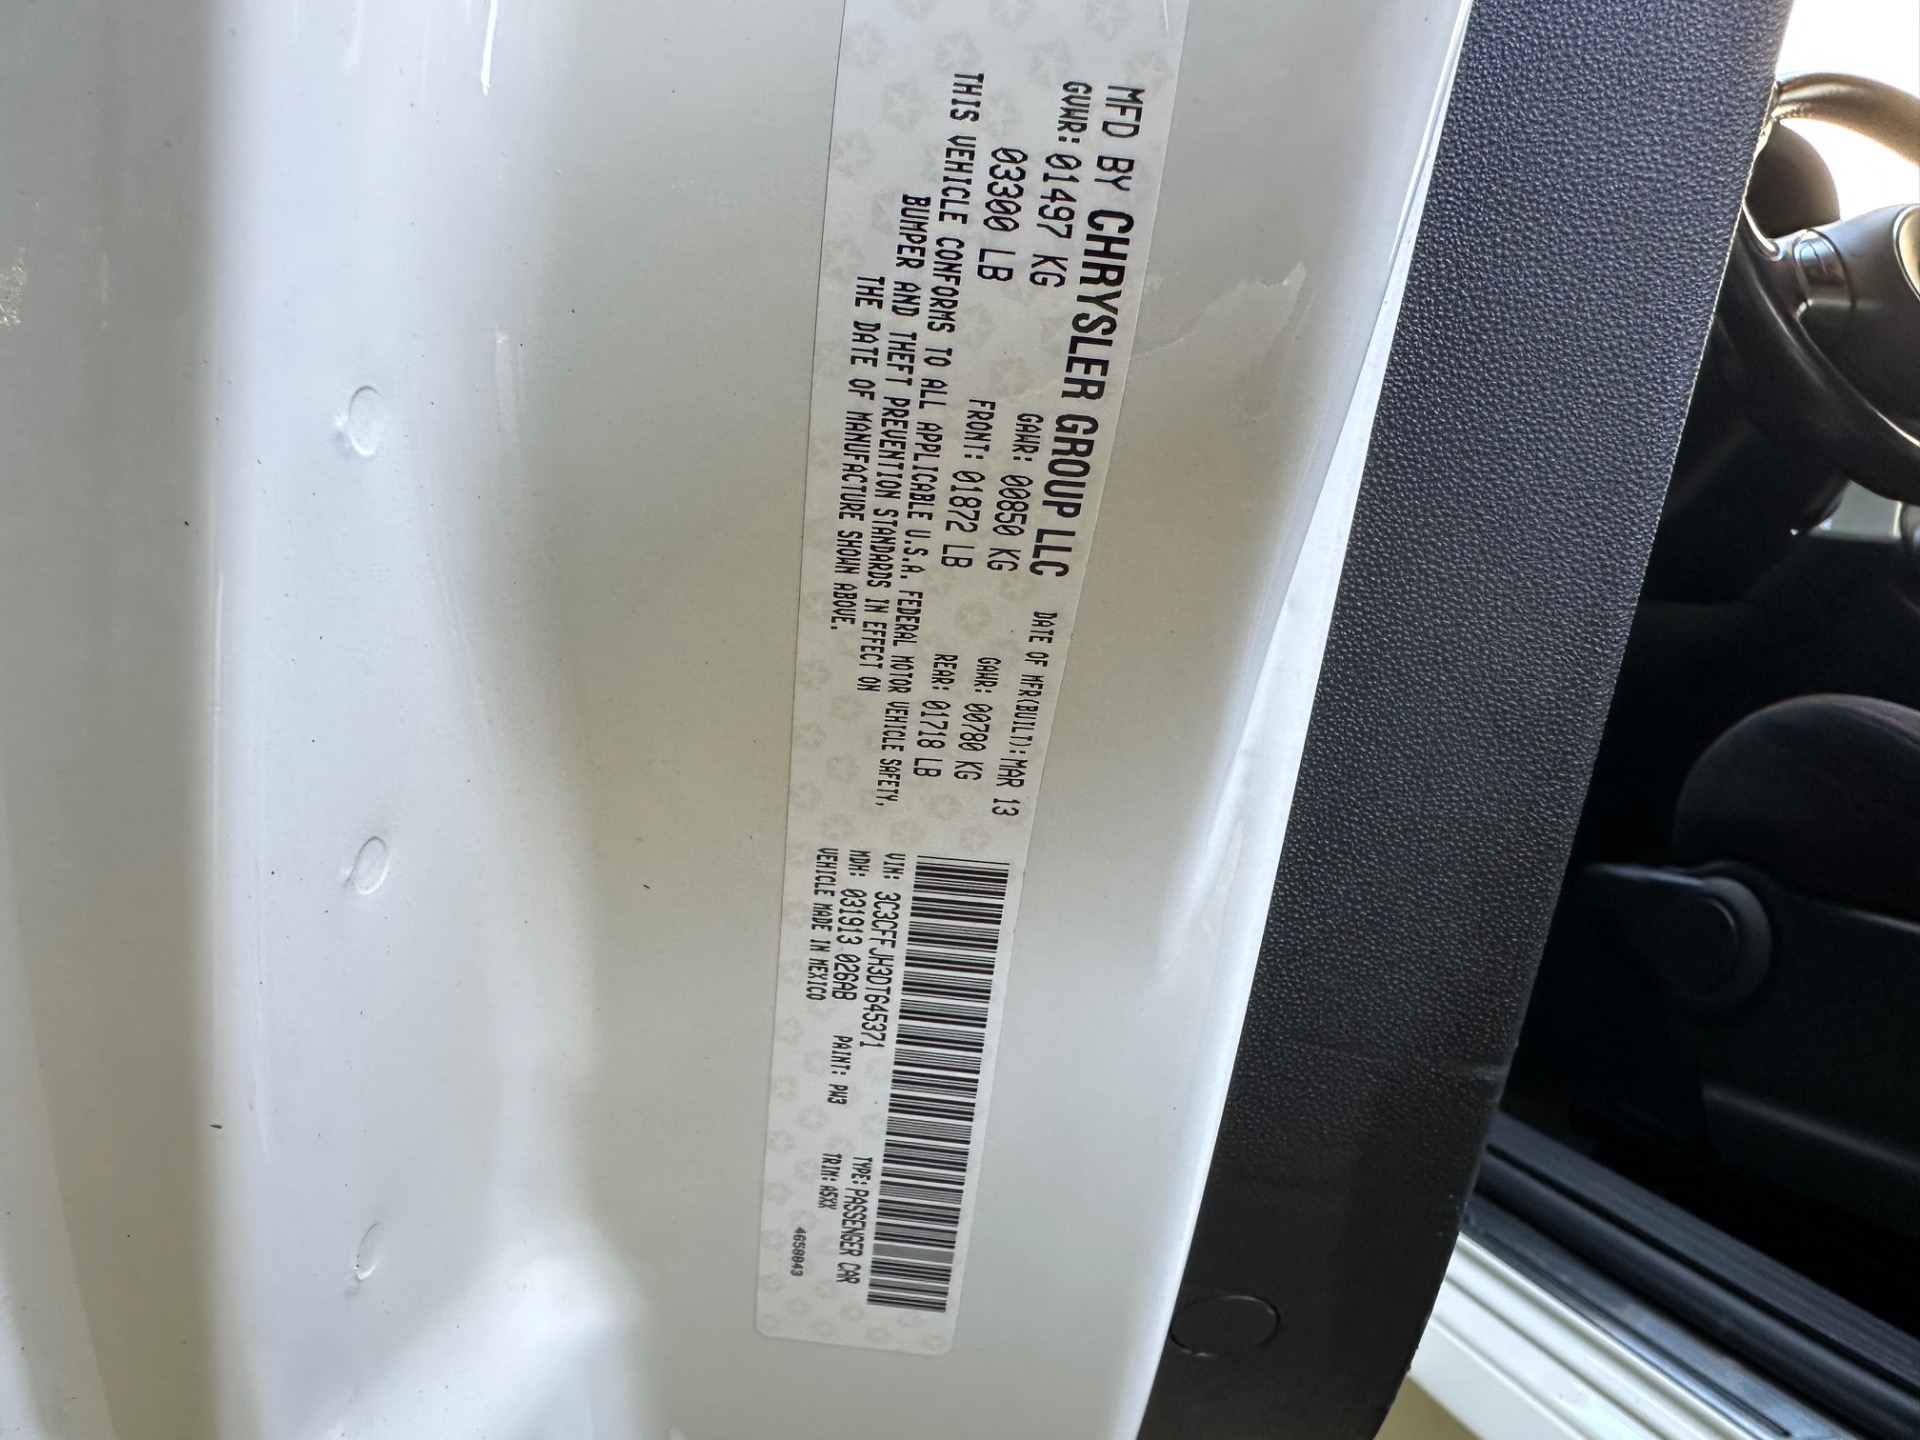 MFD BY CHRYSLER GROUP LLC DATE OF MFR(BUILT): MAR 13
GVWR: 01497 KG GAWR: 00850 KG GAWR: 00780 KG
03300 LB FRONT: 01872 LB REAR: 01718 LB
THIS VEHICLE CONFORMS TO ALL APPLICABLE U.S.A. FEDERAL MOTOR VEHICLE SAFETY,
BUMPER AND THEFT PREVENTION STANDARDS IN EFFECT ON
THE DATE OF MANUFACTURE SHOWN ABOVE.
VIN: 3C3CFFJH3DT645371 TYPE: PASSENGER CAR
MDH: 031913 026AB PAINT: PW3 TRIM: A5XX
VEHICLE MADE IN MEXICO 4658043